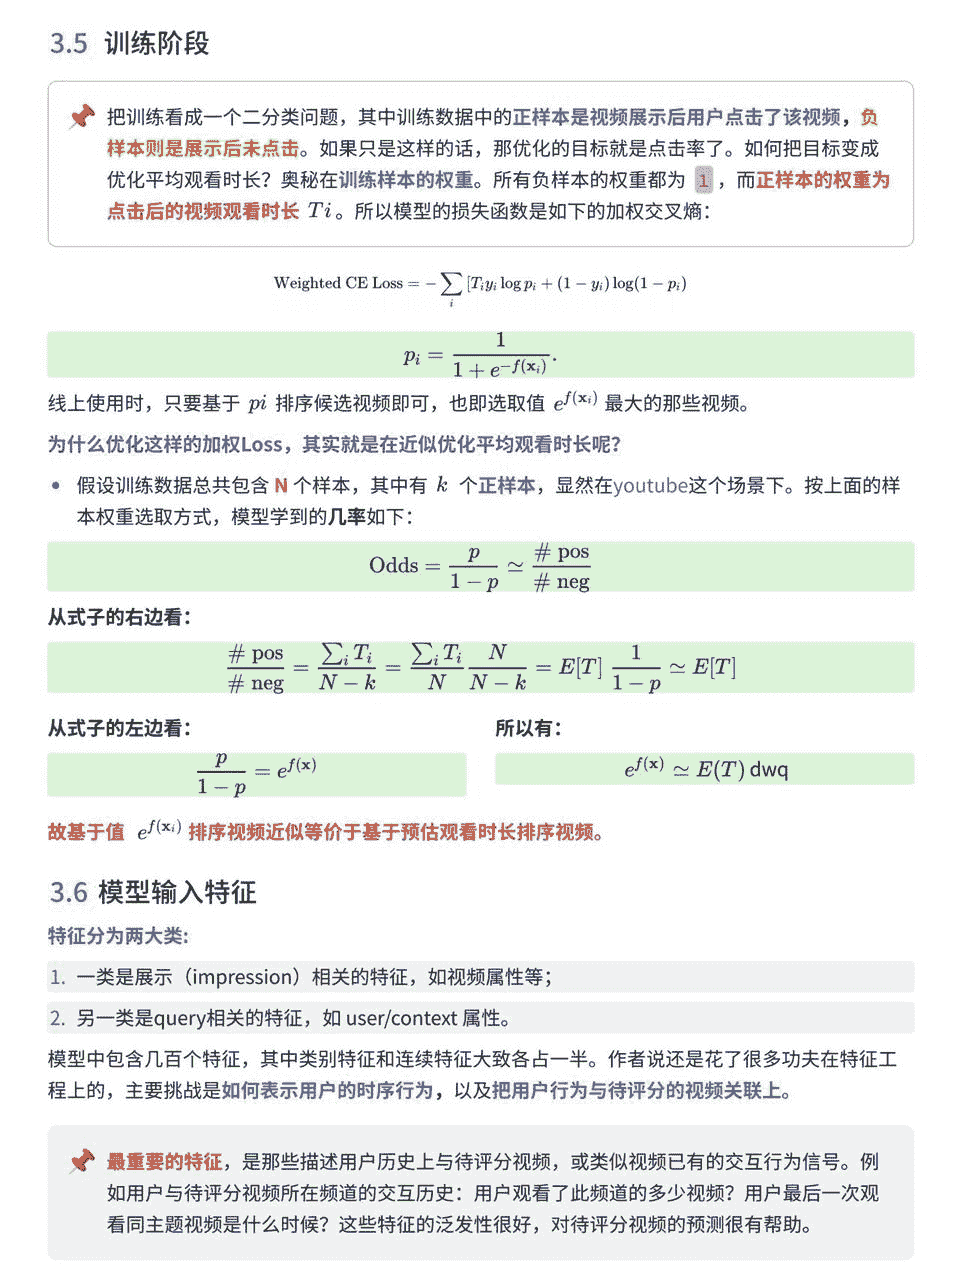 3.5 训练阶段
把训练看成一个二分类问题，其中训练数据中的正样本是视频展示后用户点击了该视频，负
样本则是展示后未点击。如果只是这样的话，那优化的目标就是点击率了。如何把目标变成
优化平均观看时长？奥秘在训练样本的权重。所有负样本的权重都为 1 ，而正样本的权重为
点击后的视频观看时长 Ti 。所以模型的损失函数是如下的加权交叉熵：
Weighted CE Loss = − ∑_i [T_i y_i log p_i + (1 − y_i) log(1 − p_i)
p_i = 1 / (1 + e^{−f(x_i)}).
线上使用时，只要基于 pi 排序候选视频即可，也即选取值 e^{f(x_i)} 最大的那些视频。
为什么优化这样的加权Loss，其实就是在近似优化平均观看时长呢？
• 假设训练数据总共包含 N 个样本，其中有 k 个正样本，显然在youtube这个场景下。按上面的样
本权重选取方式，模型学到的几率如下：
Odds = p / (1 − p) ≃ # pos / # neg
从式子的右边看：
# pos / # neg = ∑_i T_i / (N − k) = ∑_i T_i / N N / (N − k) = E[T] 1 / (1 − p) ≃ E[T]
从式子的左边看：
p / (1 − p) = e^{f(x)}
所以有：
e^{f(x)} ≃ E(T) dwq
故基于值 e^{f(x_i)} 排序视频近似等价于基于预估观看时长排序视频。
3.6 模型输入特征
特征分为两大类:
1. 一类是展示（impression）相关的特征，如视频属性等；
2. 另一类是query相关的特征，如 user/context 属性。
模型中包含几百个特征，其中类别特征和连续特征大致各占一半。作者说还是花了很多功夫在特征工
程上的，主要挑战是如何表示用户的时序行为，以及把用户行为与待评分的视频关联上。
最重要的特征，是那些描述用户历史上与待评分视频，或类似视频已有的交互行为信号。例
如用户与待评分视频所在频道的交互历史：用户观看了此频道的多少视频？用户最后一次观
看同主题视频是什么时候？这些特征的泛发性很好，对待评分视频的预测很有帮助。